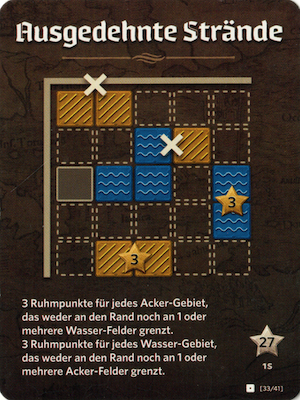 Ausgedehnte Strände
3
3
3 Ruhmpunkte für jedes Acker-Gebiet,
das weder an den Rand noch an 1 oder
mehrere Wasser-Felder grenzt.
3 Ruhmpunkte für jedes Wasser-Gebiet,
das weder an den Rand noch an 1 oder
mehrere Acker-Felder grenzt.
27
1S
[33/41]